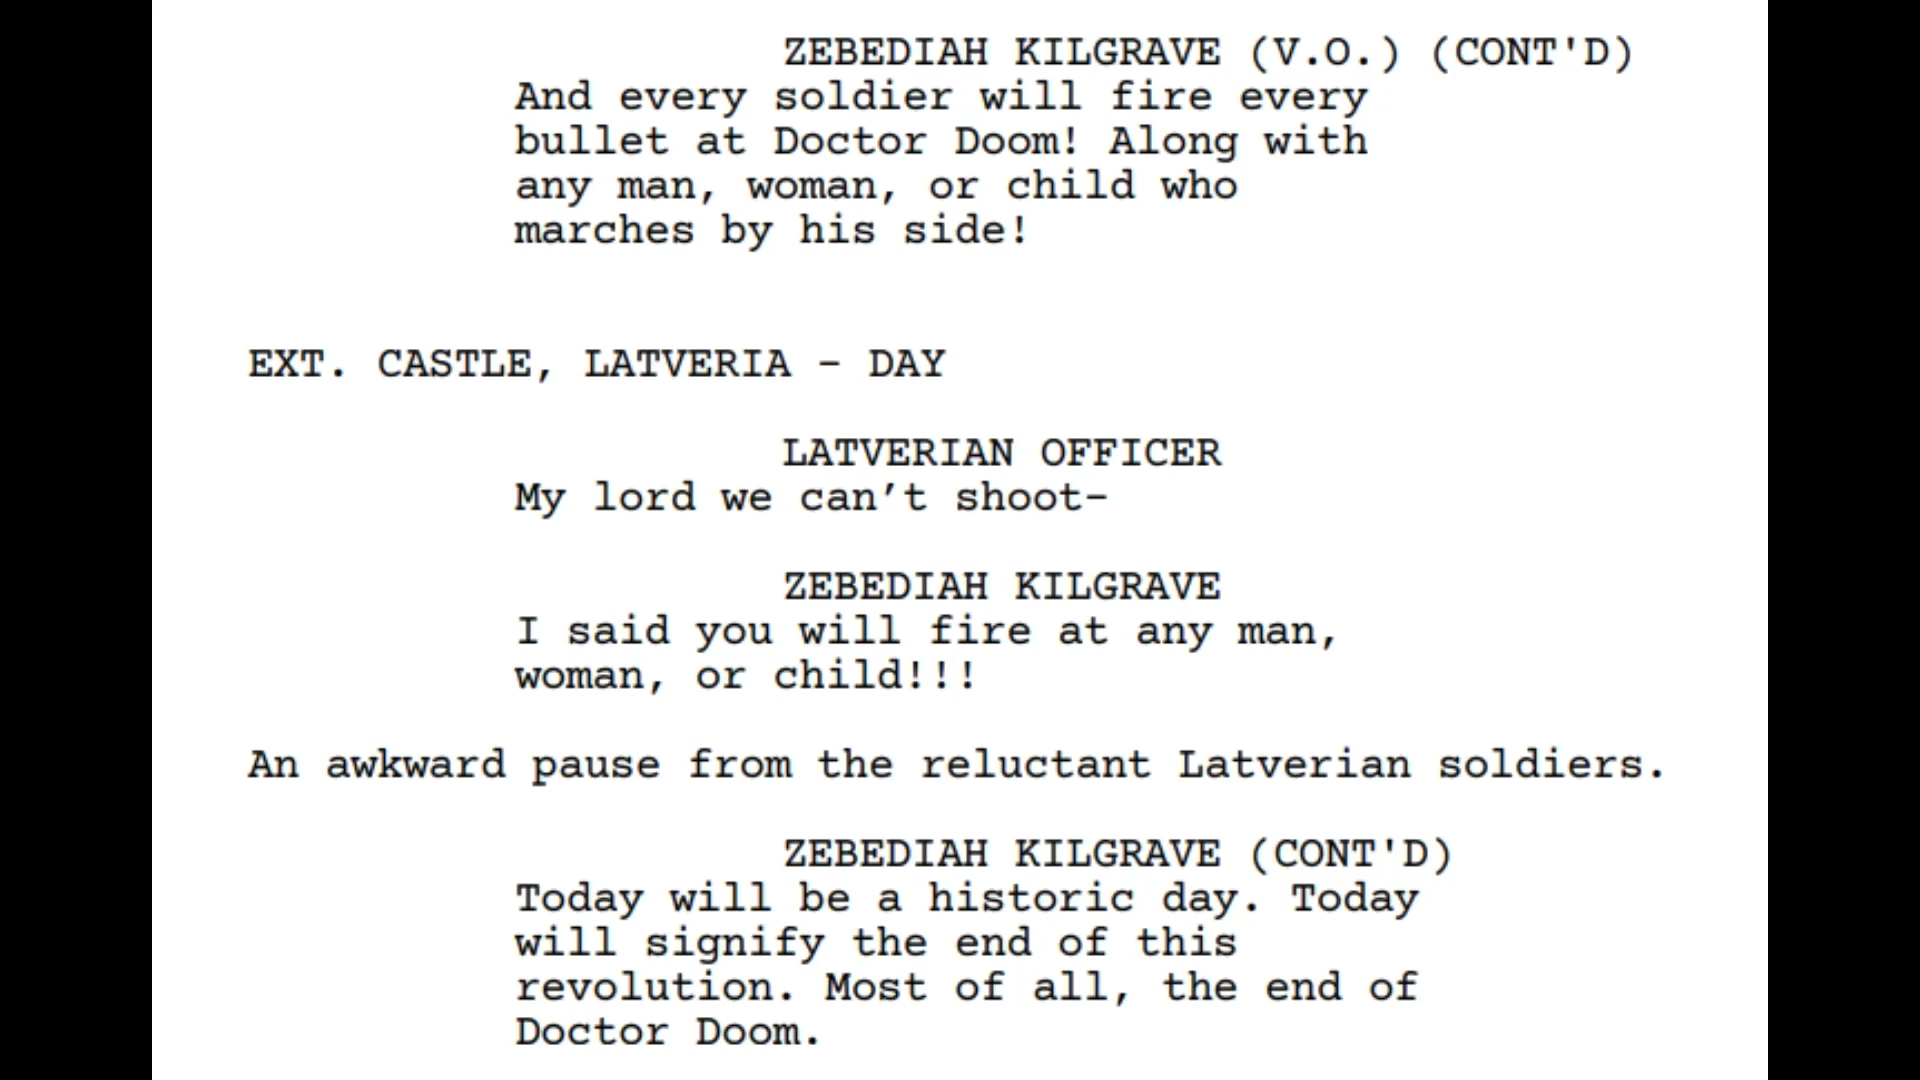 ZEBEDIAH KILGRAVE (V.O.) (CONT'D)
And every soldier will fire every
bullet at Doctor Doom! Along with
any man, woman, or child who
marches by his side!
EXT. CASTLE, LATVERIA - DAY
LATVERIAN OFFICER
My lord we can’t shoot-
ZEBEDIAH KILGRAVE
I said you will fire at any man,
woman, or child!!!
An awkward pause from the reluctant Latverian soldiers.
ZEBEDIAH KILGRAVE (CONT'D)
Today will be a historic day. Today
will signify the end of this
revolution. Most of all, the end of
Doctor Doom.